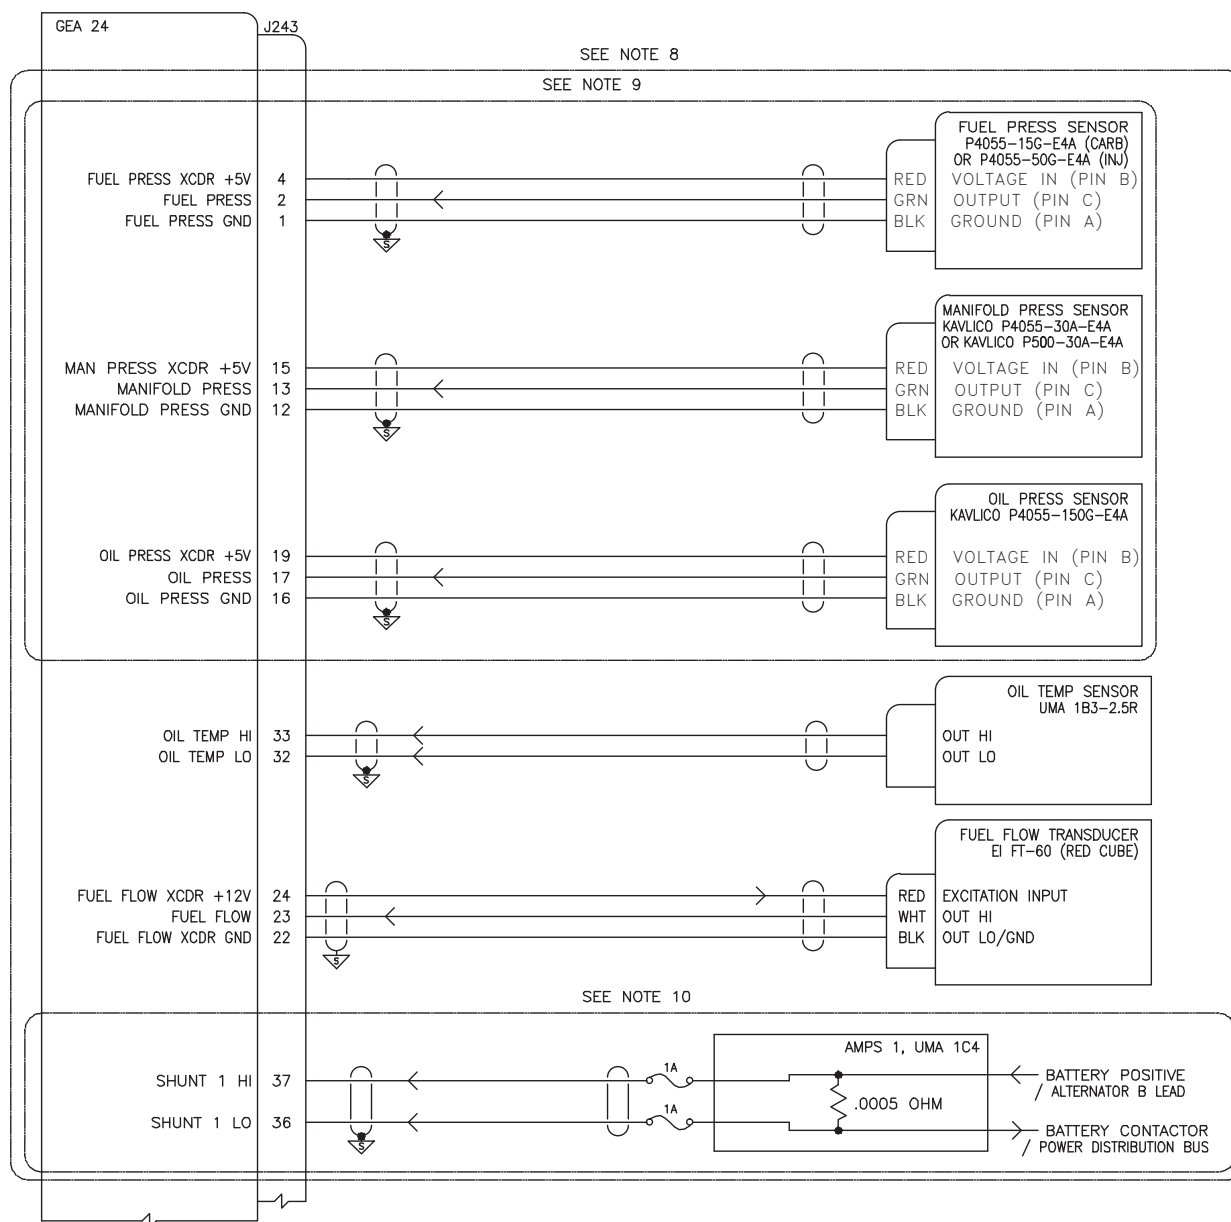 GEA 24
J243
SEE NOTE 8
SEE NOTE 9
FUEL PRESS SENSOR
P4055-15G-E4A (CARB)
OR P4055-50G-E4A (INJ)
FUEL PRESS XCDR +5V 4 RED VOLTAGE IN (PIN B)
FUEL PRESS 2 GRN OUTPUT (PIN C)
FUEL PRESS GND 1 BLK GROUND (PIN A)
S
MANIFOLD PRESS SENSOR
KAVLICO P4055-30A-E4A
OR KAVLICO P500-30A-E4A
MAN PRESS XCDR +5V 15 RED VOLTAGE IN (PIN B)
MANIFOLD PRESS 13 GRN OUTPUT (PIN C)
MANIFOLD PRESS GND 12 BLK GROUND (PIN A)
S
OIL PRESS SENSOR
KAVLICO P4055-150G-E4A
OIL PRESS XCDR +5V 19 RED VOLTAGE IN (PIN B)
OIL PRESS 17 GRN OUTPUT (PIN C)
OIL PRESS GND 16 BLK GROUND (PIN A)
S
OIL TEMP SENSOR
UMA 1B3-2.5R
OIL TEMP HI 33 OUT HI
OIL TEMP LO 32 OUT LO
S
FUEL FLOW TRANSDUCER
EI FT-60 (RED CUBE)
FUEL FLOW XCDR +12V 24 RED EXCITATION INPUT
FUEL FLOW 23 WHT OUT HI
FUEL FLOW XCDR GND 22 BLK OUT LO/GND
S
SEE NOTE 10
AMPS 1, UMA 1C4
SHUNT 1 HI 37 1A BATTERY POSITIVE
/ ALTERNATOR B LEAD
.0005 OHM
SHUNT 1 LO 36 1A BATTERY CONTACTOR
/ POWER DISTRIBUTION BUS
S